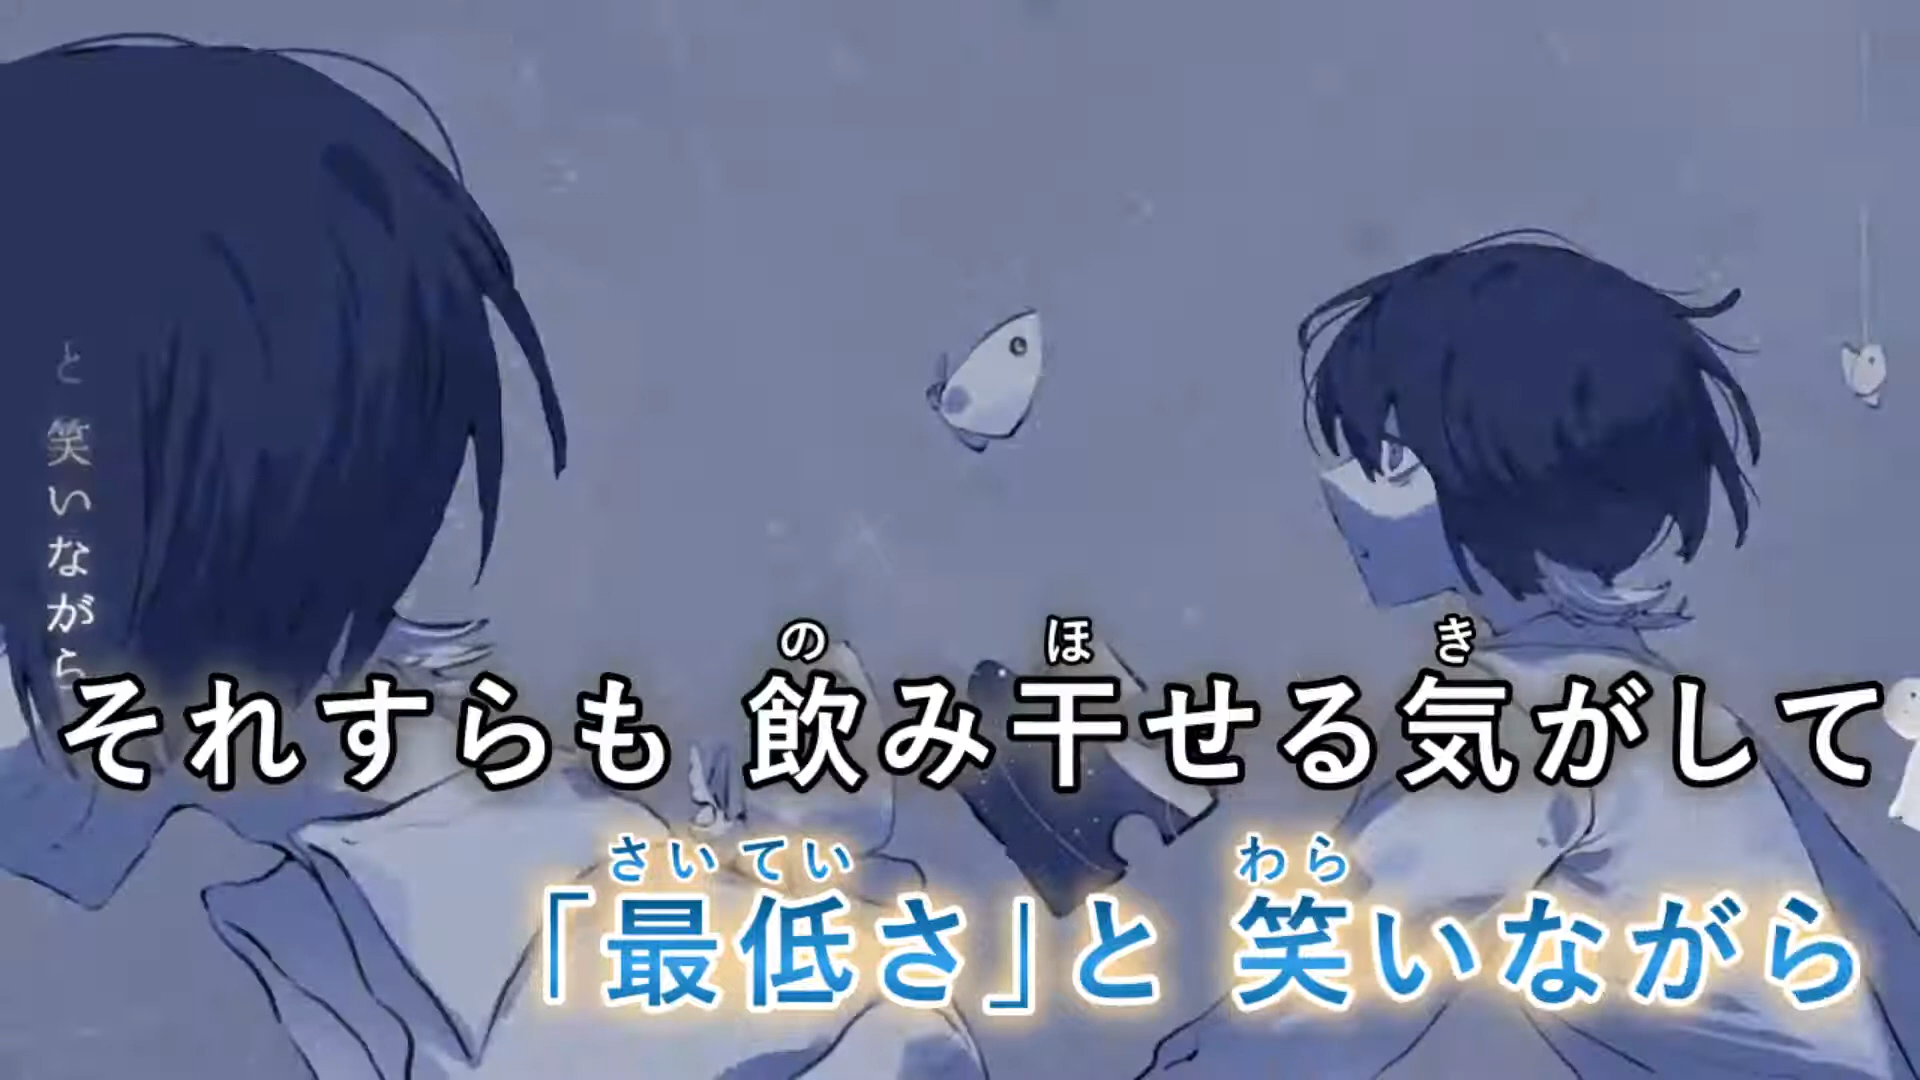 と笑いながら
の ほ き
それすらも 飲み干せる気がして
さいてい わら
「最低さ」と 笑いながら